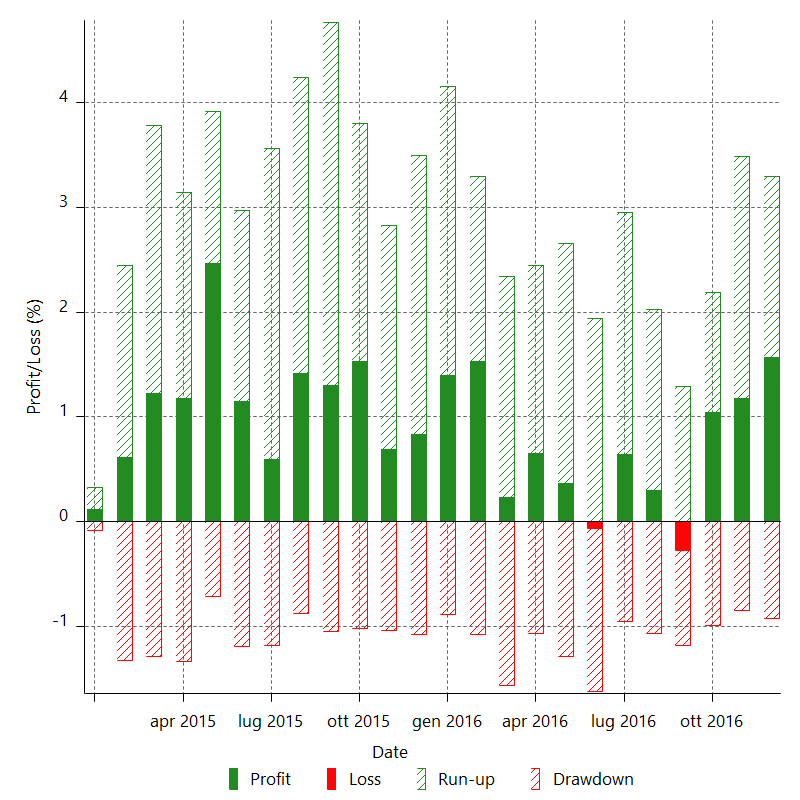 4
3
2
1
0
-1
Profit/Loss (%)
apr 2015 lug 2015 ott 2015 gen 2016 apr 2016 lug 2016 ott 2016
Date
Profit Loss Run-up Drawdown